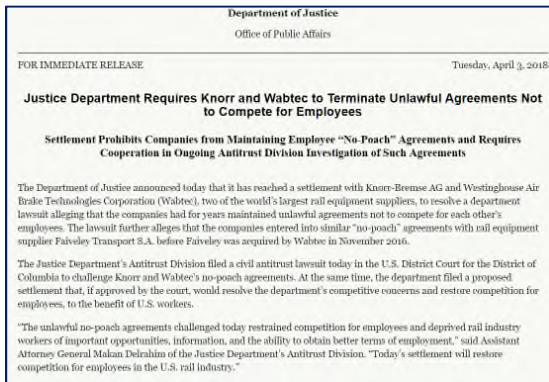 Department of Justice
Office of Public Affairs
FOR IMMEDIATE RELEASE Tuesday, April 3, 2018
Justice Department Requires Knorr and Wabtec to Terminate Unlawful Agreements Not
to Compete for Employees
Settlement Prohibits Companies from Maintaining Employee “No-Poach” Agreements and Requires
Cooperation in Ongoing Antitrust Division Investigation of Such Agreements
The Department of Justice announced today that it has reached a settlement with Knorr-Bremse AG and Westinghouse Air
Brake Technologies Corporation (Wabtec), two of the world’s largest rail equipment suppliers, to resolve a department
lawsuit alleging that the companies had for years maintained unlawful agreements not to compete for each other’s
employees. The lawsuit further alleges that the companies entered into similar “no-poach” agreements with rail equipment
supplier Faiveley Transport S.A. before Faiveley was acquired by Wabtec in November 2016.
The Justice Department’s Antitrust Division filed a civil antitrust lawsuit today in the U.S. District Court for the District of
Columbia to challenge Knorr and Wabtec’s no-poach agreements. At the same time, the department filed a proposed
settlement that, if approved by the court, would resolve the department’s competitive concerns and restore competition for
employees, to the benefit of U.S. workers.
“The unlawful no-poach agreements challenged today restrained competition for employees and deprived rail industry
workers of important opportunities, information, and the ability to obtain better terms of employment,” said Assistant
Attorney General Makan Delrahim of the Justice Department’s Antitrust Division. “Today’s settlement will restore
competition for employees in the U.S. rail industry.”